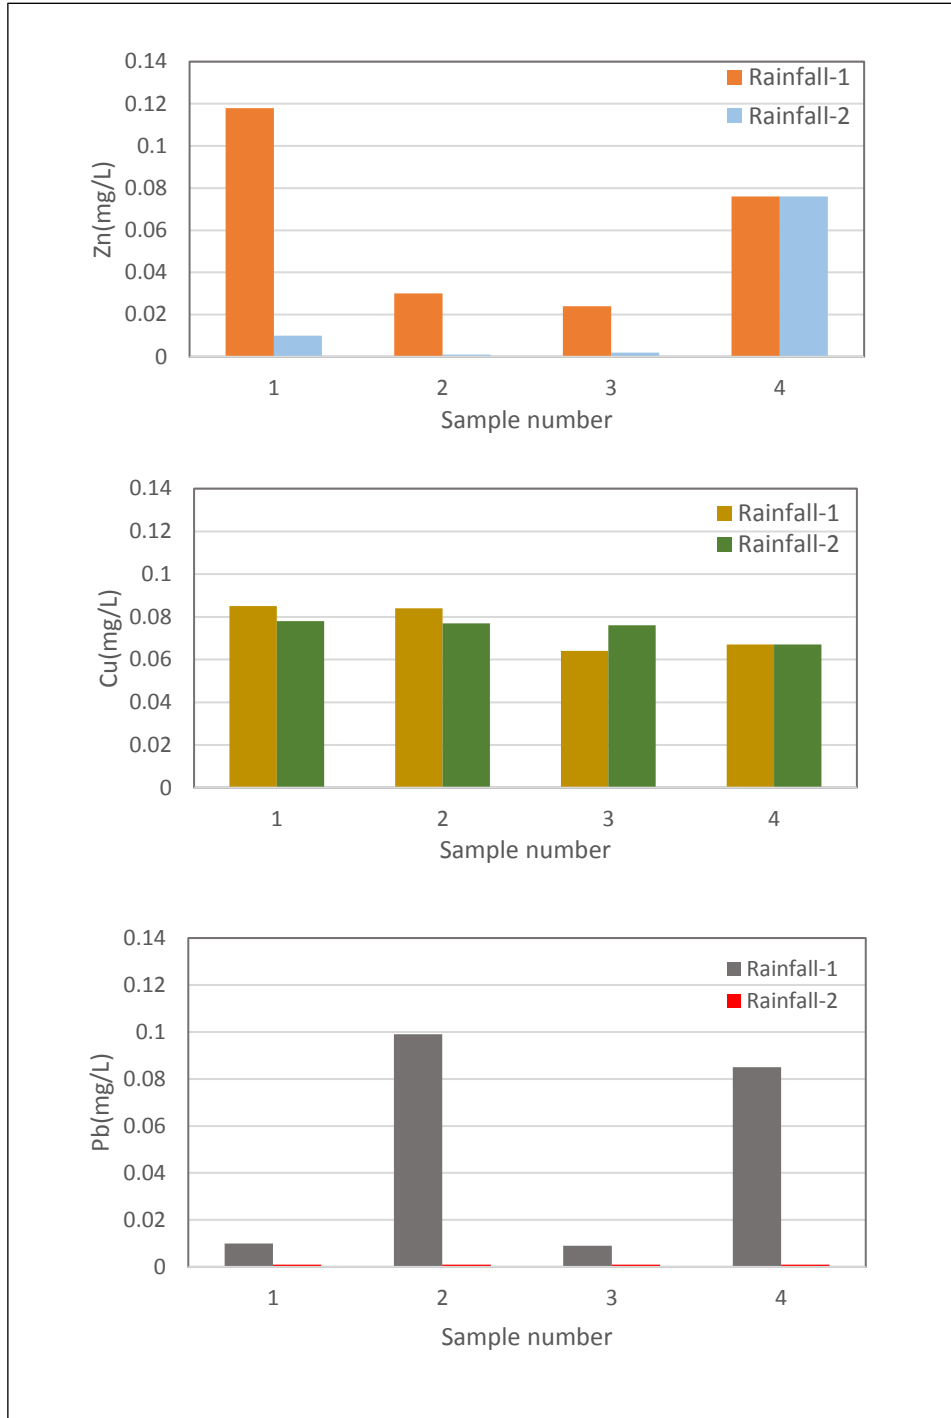 0.14
0.12
0.1
0.08
0.06
0.04
0.02
0
Zn(mg/L)
Rainfall-1
Rainfall-2
1 2 3 4
Sample number
0.14
0.12
0.1
0.08
0.06
0.04
0.02
0
Cu(mg/L)
Rainfall-1
Rainfall-2
1 2 3 4
Sample number
0.14
0.12
0.1
0.08
0.06
0.04
0.02
0
Pb(mg/L)
Rainfall-1
Rainfall-2
1 2 3 4
Sample number